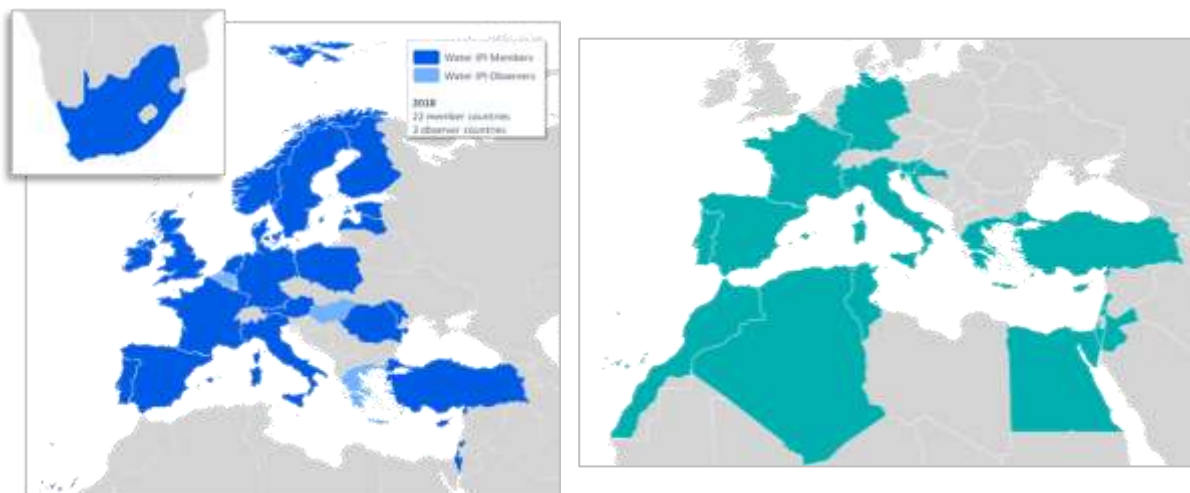 Water JPI Members
Water JPI Observers
2018
22 member countries
3 observer countries